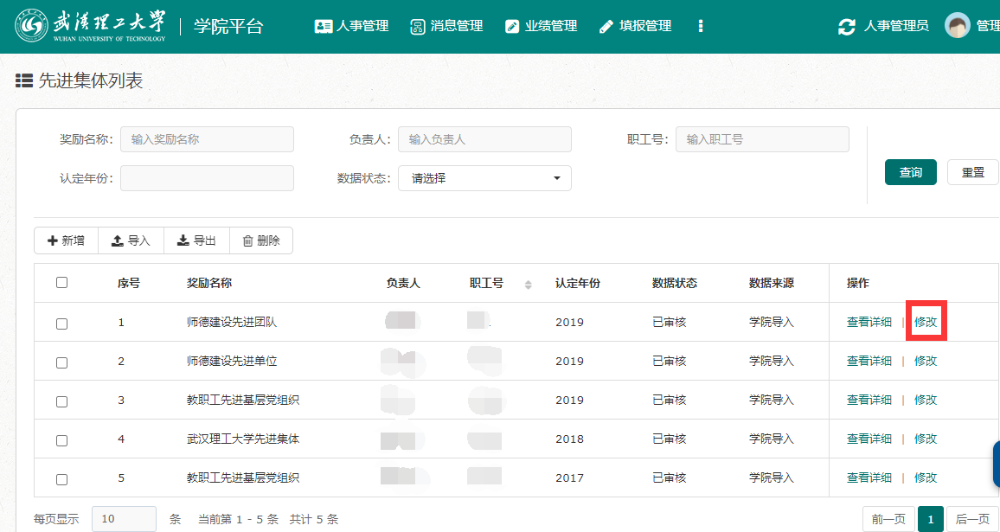 武汉理工大学 学院平台 人事管理 消息管理 业绩管理 填报管理 人事管理员 管理
WUHAN UNIVERSITY OF TECHNOLOGY
先进集体列表
奖励名称: 输入奖励名称 负责人: 输入负责人 职工号: 输入职工号
认定年份: 数据状态: 请选择 查询 重置
新增 导入 导出 删除
序号 奖励名称 负责人 职工号 认定年份 数据状态 数据来源 操作
1 师德建设先进团队 2019 已审核 学院导入 查看详细 | 修改
2 师德建设先进单位 2019 已审核 学院导入 查看详细 | 修改
3 教职工先进基层党组织 2019 已审核 学院导入 查看详细 | 修改
4 武汉理工大学先进集体 2018 已审核 学院导入 查看详细 | 修改
5 教职工先进基层党组织 2017 已审核 学院导入 查看详细 | 修改
每页显示 10 条 当前第 1 - 5 条 共计 5 条 前一页 1 后一页